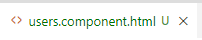 <> users.component.html U ×